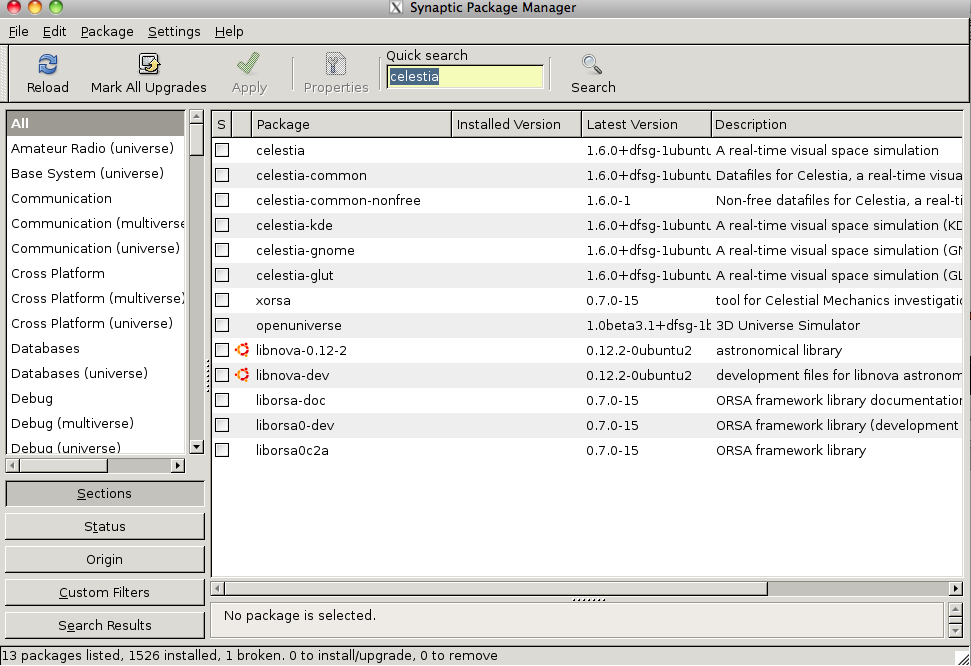 Synaptic Package Manager
File Edit Package Settings Help
Quick search
celestia
Reload Mark All Upgrades Apply Properties Search
S Package Installed Version Latest Version Description
All
Amateur Radio (universe)
Base System (universe)
Communication
Communication (multiverse
Communication (universe)
Cross Platform
Cross Platform (multiverse)
Cross Platform (universe)
Databases
Databases (universe)
Debug
Debug (multiverse)
Debug (universe)
celestia 1.6.0+dfsg-1ubuntu A real-time visual space simulation
celestia-common 1.6.0+dfsg-1ubuntu Datafiles for Celestia, a real-time visua
celestia-common-nonfree 1.6.0-1 Non-free datafiles for Celestia, a real-ti
celestia-kde 1.6.0+dfsg-1ubuntu A real-time visual space simulation (KD
celestia-gnome 1.6.0+dfsg-1ubuntu A real-time visual space simulation (GN
celestia-glut 1.6.0+dfsg-1ubuntu A real-time visual space simulation (GL
xorsa 0.7.0-15 tool for Celestial Mechanics investigatio
openuniverse 1.0beta3.1+dfsg-1b 3D Universe Simulator
libnova-0.12-2 0.12.2-0ubuntu2 astronomical library
libnova-dev 0.12.2-0ubuntu2 development files for libnova astronom
liborsa-doc 0.7.0-15 ORSA framework library documentation
liborsa0-dev 0.7.0-15 ORSA framework library (development
liborsa0c2a 0.7.0-15 ORSA framework library
Sections
Status
Origin
Custom Filters
Search Results
No package is selected.
13 packages listed, 1526 installed, 1 broken. 0 to install/upgrade, 0 to remove